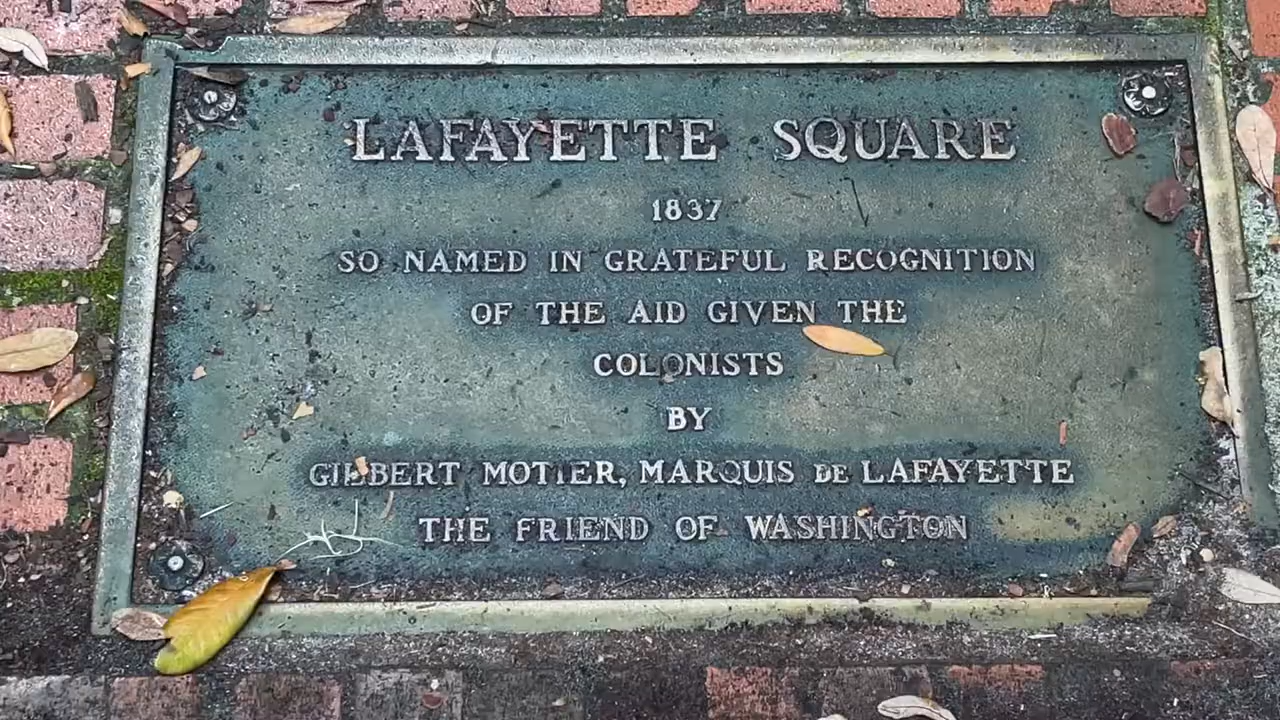 LAFAYETTE SQUARE
1837
SO NAMED IN GRATEFUL RECOGNITION
OF THE AID GIVEN THE
COLONISTS
BY
GILBERT MOTIER, MARQUIS DE LAFAYETTE
THE FRIEND OF WASHINGTON